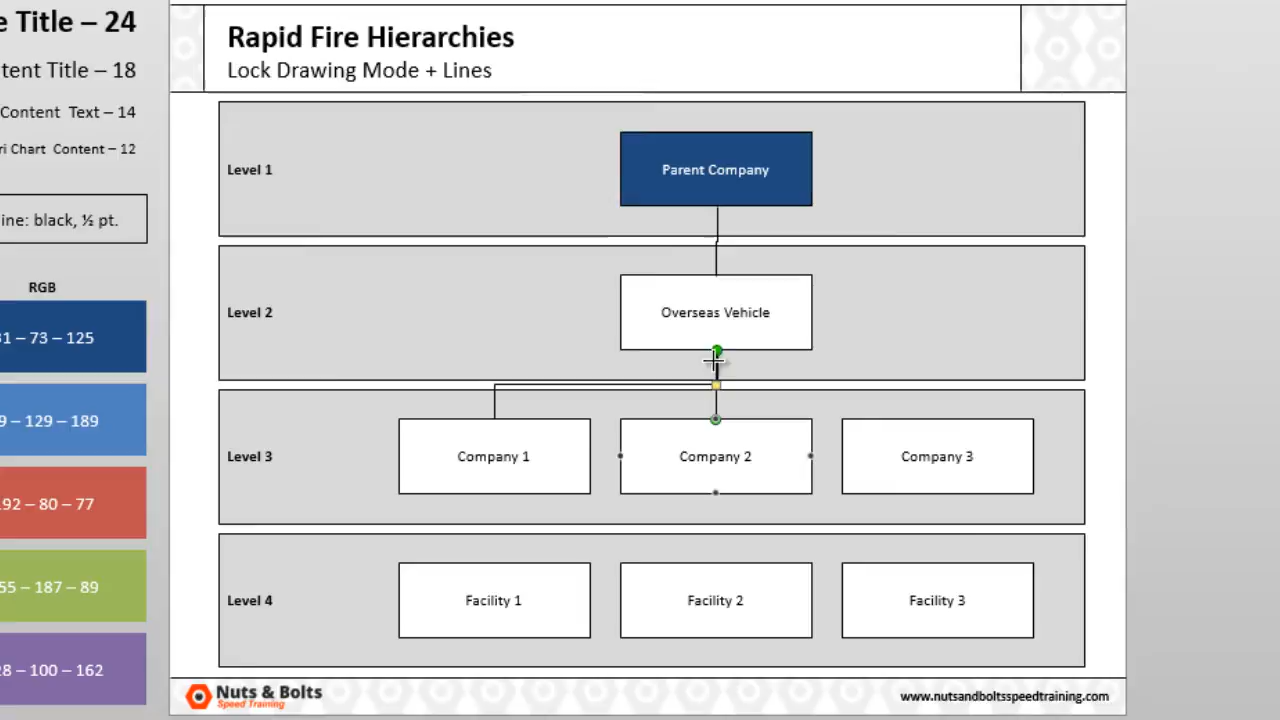 e Title – 24
tent Title – 18
Content Text – 14
ri Chart Content – 12
ine: black, ½ pt.
RGB
31 – 73 – 125
9 – 129 – 189
192 – 80 – 77
55 – 187 – 89
28 – 100 – 162
Rapid Fire Hierarchies
Lock Drawing Mode + Lines
Level 1
Parent Company
Level 2
Overseas Vehicle
Level 3
Company 1
Company 2
Company 3
Level 4
Facility 1
Facility 2
Facility 3
Nuts & Bolts
Speed Training
www.nutsandboltsspeedtraining.com